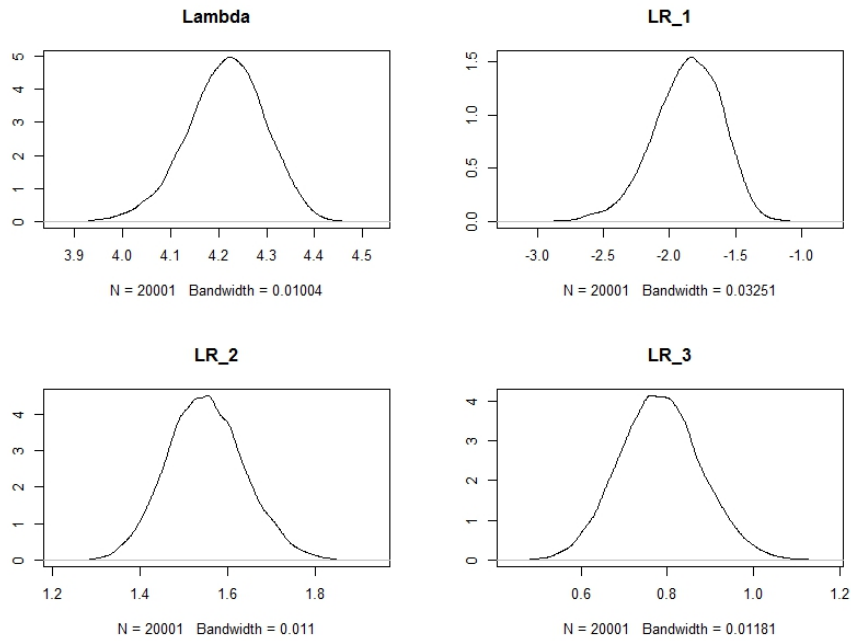 Lambda
5
4
3
2
1
0
3.9 4.0 4.1 4.2 4.3 4.4 4.5
N = 20001 Bandwidth = 0.01004
LR_1
1.5
1.0
0.5
0.0
-3.0 -2.5 -2.0 -1.5 -1.0
N = 20001 Bandwidth = 0.03251
LR_2
4
3
2
1
0
1.2 1.4 1.6 1.8
N = 20001 Bandwidth = 0.011
LR_3
4
3
2
1
0
0.6 0.8 1.0 1.2
N = 20001 Bandwidth = 0.01181